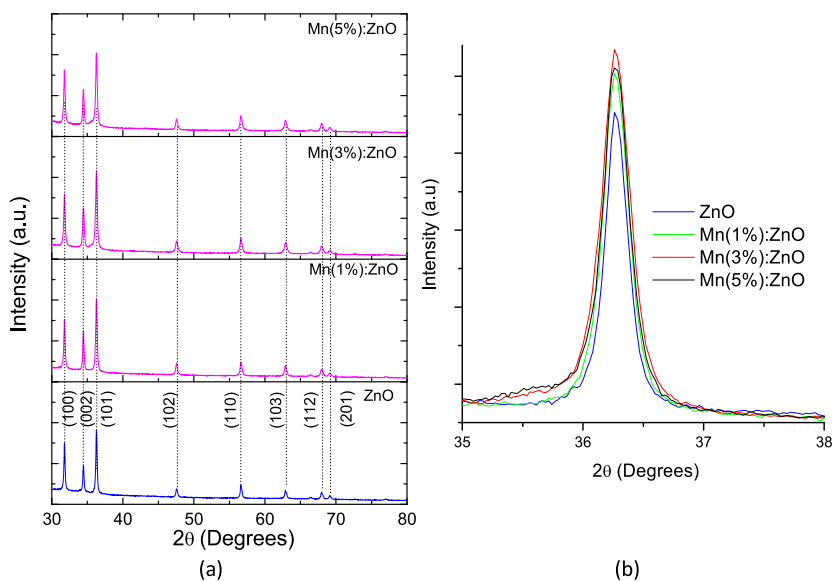 Mn(5%):ZnO
Mn(3%):ZnO
Mn(1%):ZnO
ZnO
(100)
(002)
(101)
(102)
(110)
(103)
(112)
(201)
Intensity (a.u.)
30 40 50 60 70 80
2θ (Degrees)
(a)
Intensity (a.u)
ZnO
Mn(1%):ZnO
Mn(3%):ZnO
Mn(5%):ZnO
35 36 37 38
2θ (Degrees)
(b)